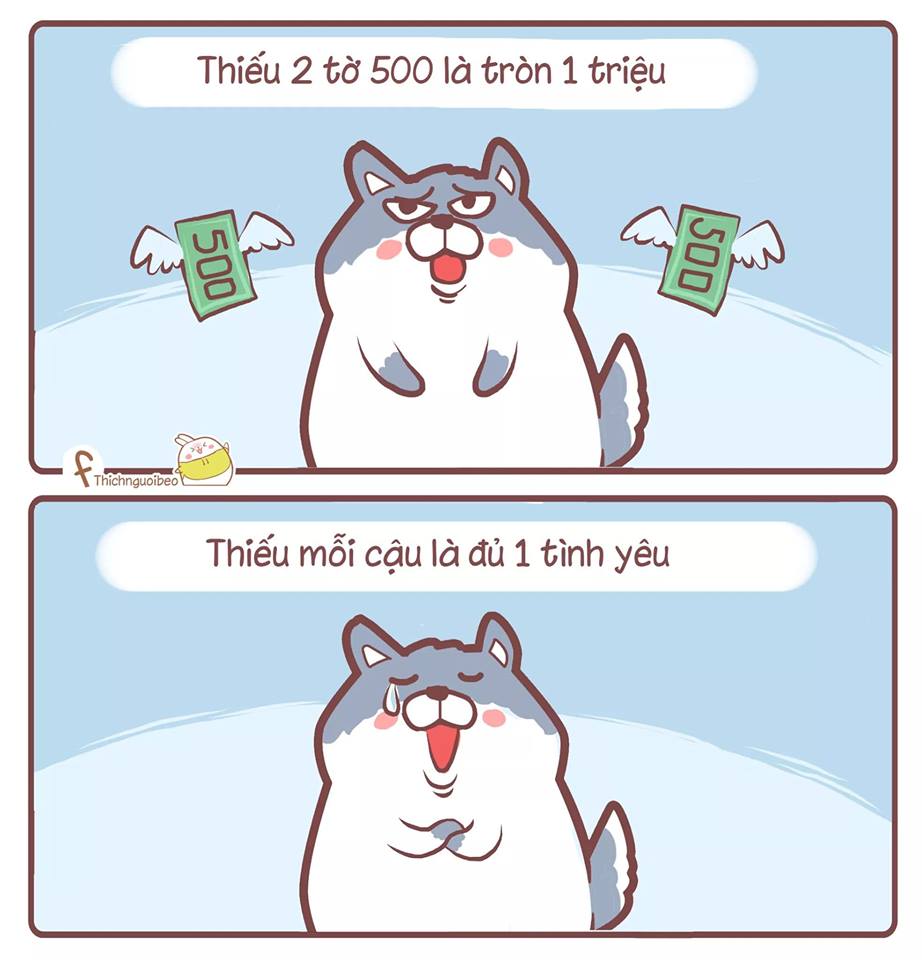 Thiếu 2 tờ 500 là tròn 1 triệu
500
500
f Thichnguoibeo
Thiếu mỗi cậu là đủ 1 tình yêu